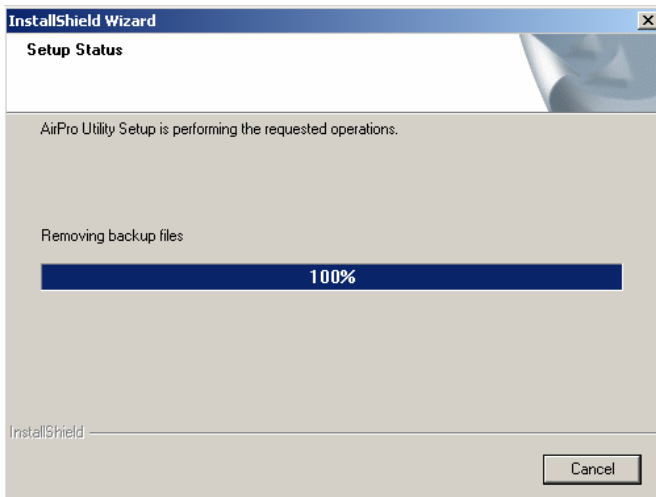 InstallShield Wizard
Setup Status
AirPro Utility Setup is performing the requested operations.
Removing backup files
100%
InstallShield
Cancel